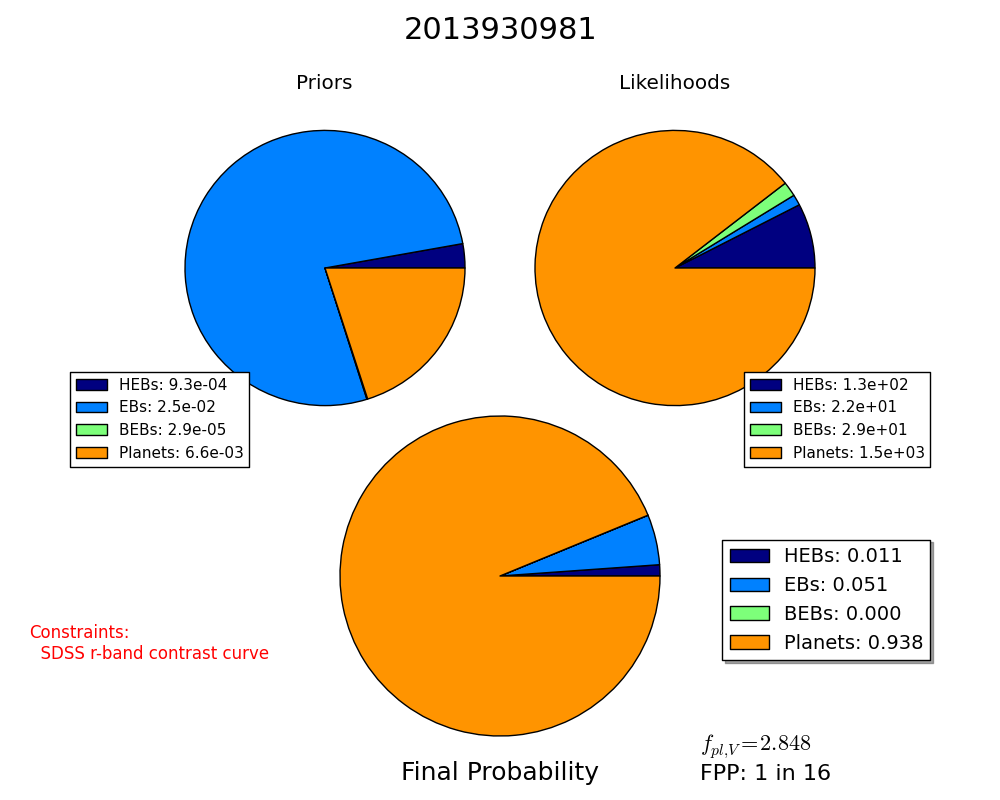 2013930981
Priors
Likelihoods
HEBs: 9.3e-04
EBs: 2.5e-02
BEBs: 2.9e-05
Planets: 6.6e-03
HEBs: 1.3e+02
EBs: 2.2e+01
BEBs: 2.9e+01
Planets: 1.5e+03
HEBs: 0.011
EBs: 0.051
BEBs: 0.000
Planets: 0.938
Constraints:
SDSS r-band contrast curve
f_{pl,V}=2.848
Final Probability
FPP: 1 in 16